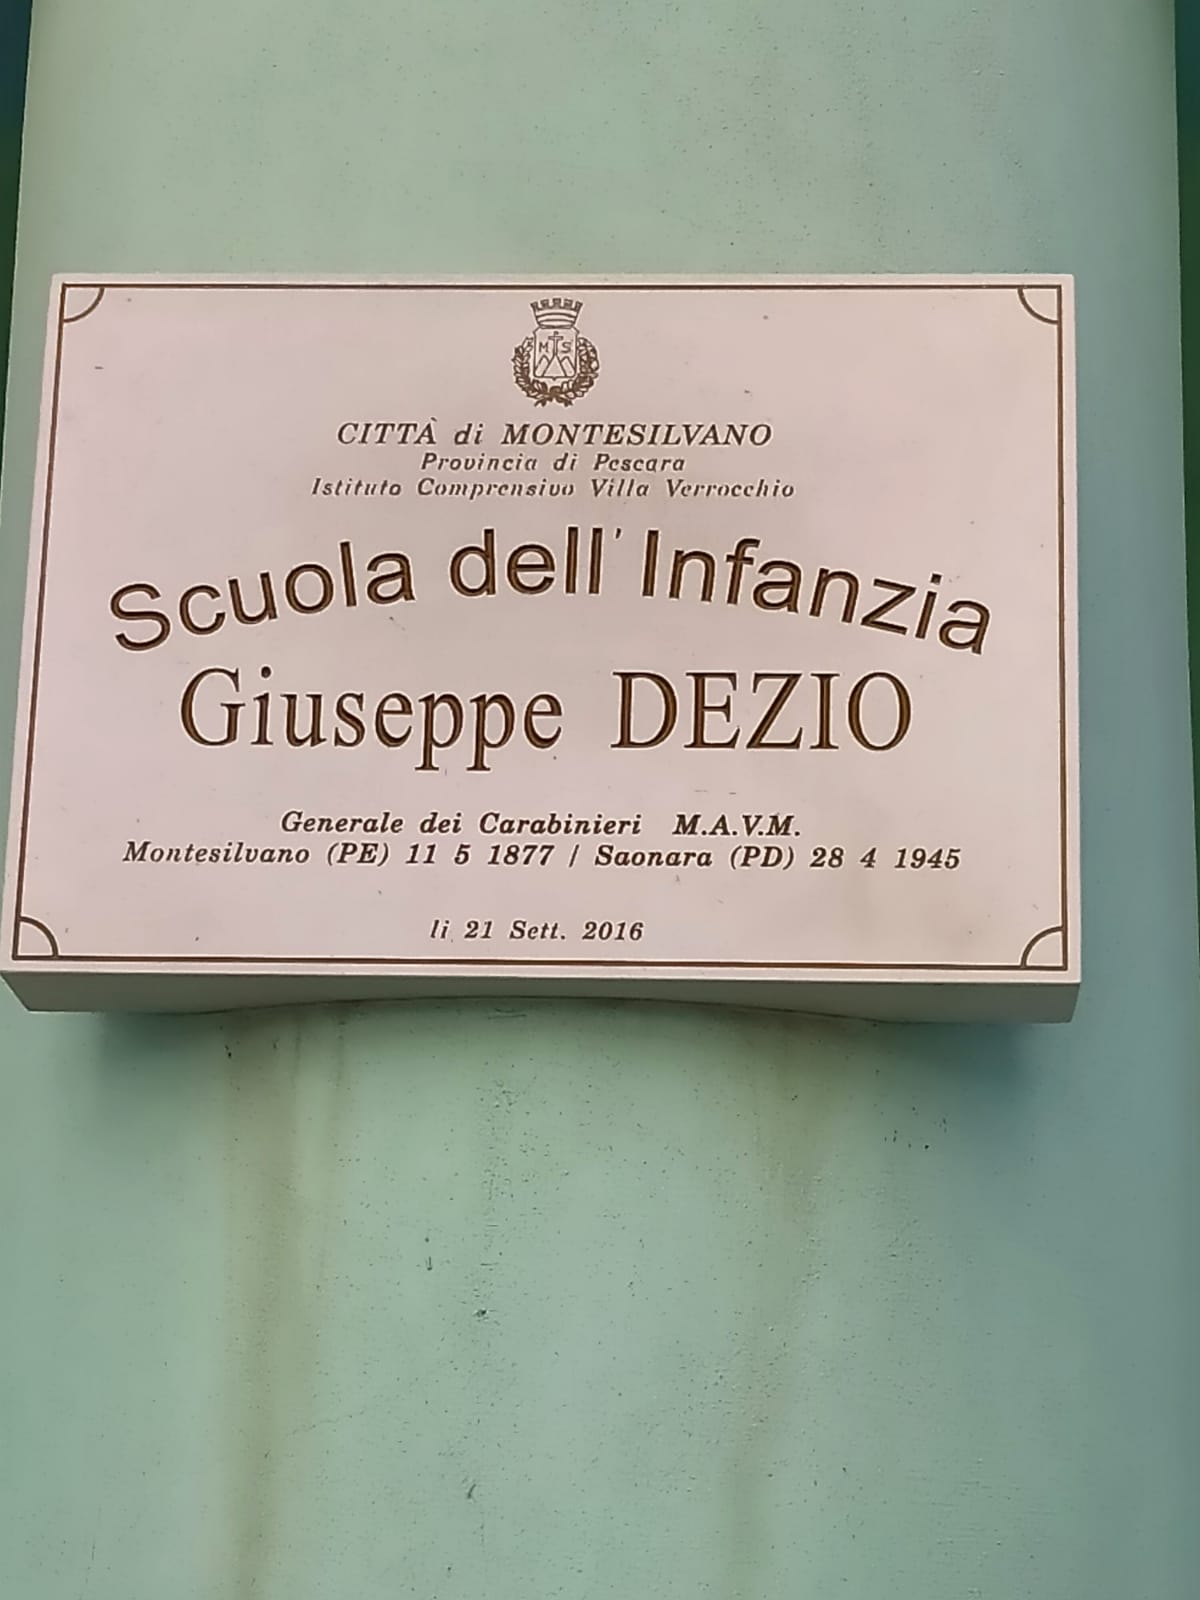 M S
CITTÀ di MONTESILVANO
Provincia di Pescara
Istituto Comprensivo Villa Verrocchio
Scuola dell'Infanzia
Giuseppe DEZIO
Generale dei Carabinieri M.A.V.M.
Montesilvano (PE) 11 5 1877 / Saonara (PD) 28 4 1945
li 21 Sett. 2016